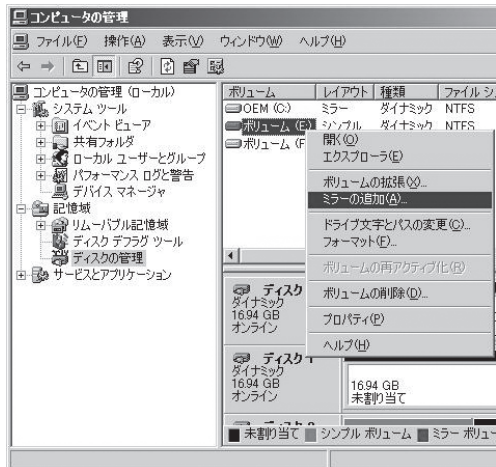 コンピュータの管理
ファイル(F) 操作(A) 表示(V) ウィンドウ(W) ヘルプ(H)
コンピュータの管理 (ローカル)
システム ツール
イベント ビューア
共有フォルダ
ローカル ユーザーとグループ
パフォーマンス ログと警告
デバイス マネージャ
記憶域
リムーバブル記憶域
ディスク デフラグ ツール
ディスクの管理
サービスとアプリケーション
ボリューム レイアウト 種類 ファイル シ
OEM (C:) ミラー ダイナミック NTFS
ボリューム (E:) シンプル ダイナミック NTFS
ボリューム (F
開く(O)
エクスプローラ(E)
ボリュームの拡張(X)...
ミラーの追加(A)...
ドライブ文字とパスの変更(C)...
フォーマット(F)...
ボリュームの再アクティブ化(R)
ボリュームの削除(D)...
プロパティ(P)
ヘルプ(H)
ディスク
ダイナミック
16.94 GB
オンライン
ディスク 1
ダイナミック
16.94 GB
オンライン
16.94 GB
未割り当て
未割り当て シンプル ボリューム ミラー ボリュー